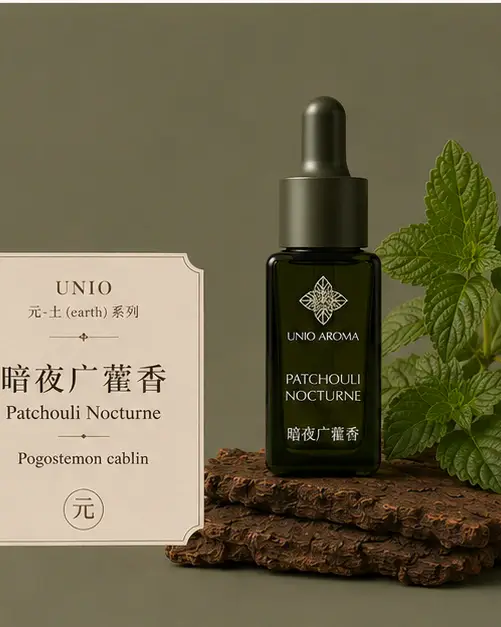 UNIO
元-土 (earth) 系列
暗夜广藿香
Patchouli Nocturne
Pogostemon cablin
元
UNIO AROMA
PATCHOULI
NOCTURNE
暗夜广藿香